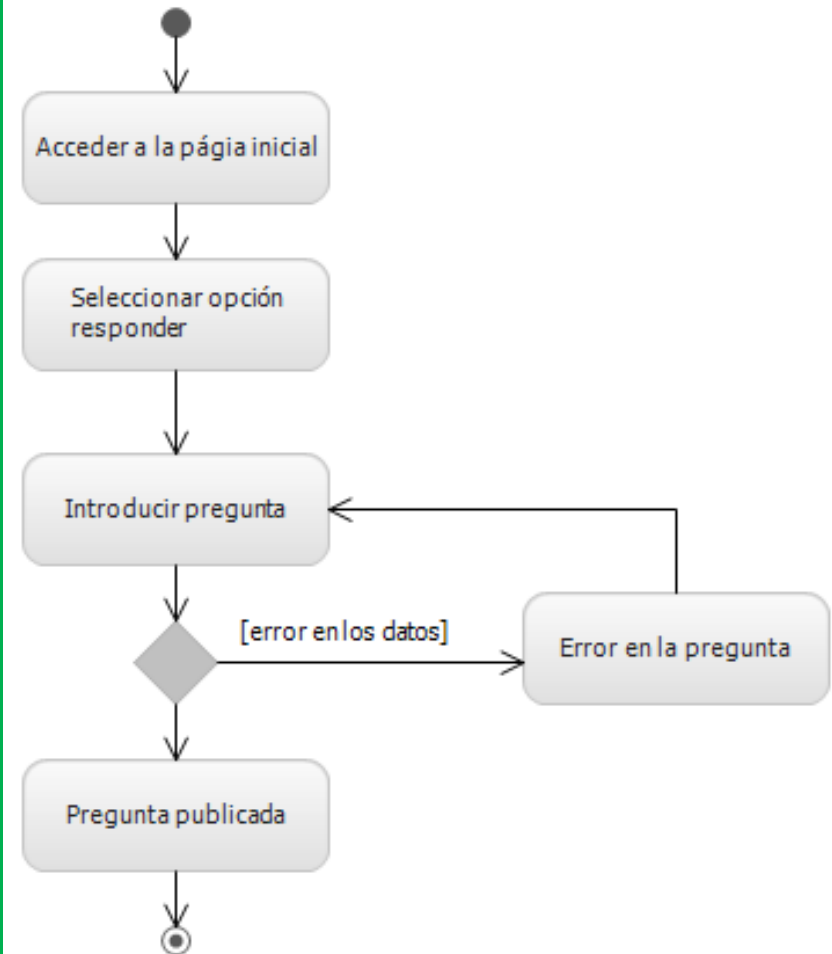 Acceder a la págia inicial
Seleccionar opción
responder
Introducir pregunta
[error en los datos]
Error en la pregunta
Pregunta publicada